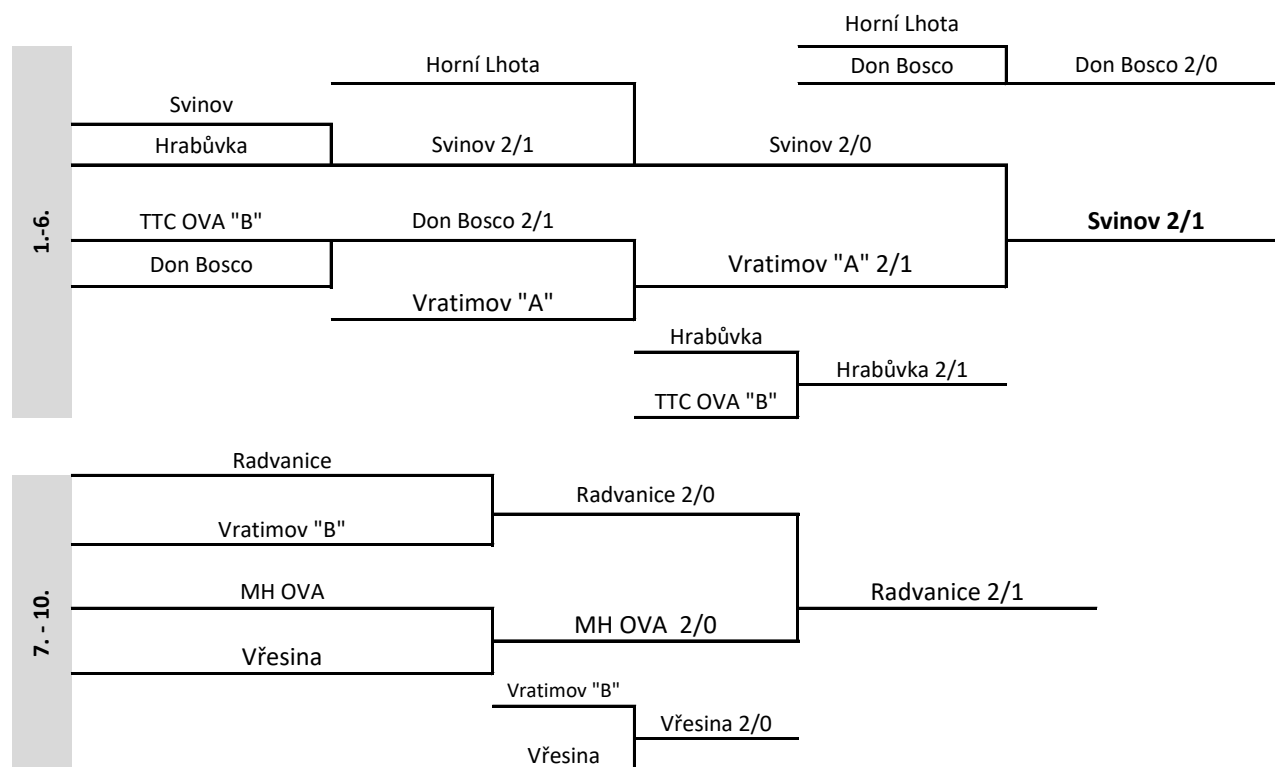 Horní Lhota
Horní Lhota
Don Bosco
Don Bosco 2/0
Svinov
Hrabůvka
Svinov 2/1
Svinov 2/0
1.-6.
TTC OVA "B"
Don Bosco 2/1
Svinov 2/1
Don Bosco
Vratimov "A" 2/1
Vratimov "A"
Hrabůvka
Hrabůvka 2/1
TTC OVA "B"
Radvanice
Radvanice 2/0
Vratimov "B"
7. - 10.
MH OVA
Radvanice 2/1
MH OVA 2/0
Vřesina
Vratimov "B"
Vřesina 2/0
Vřesina